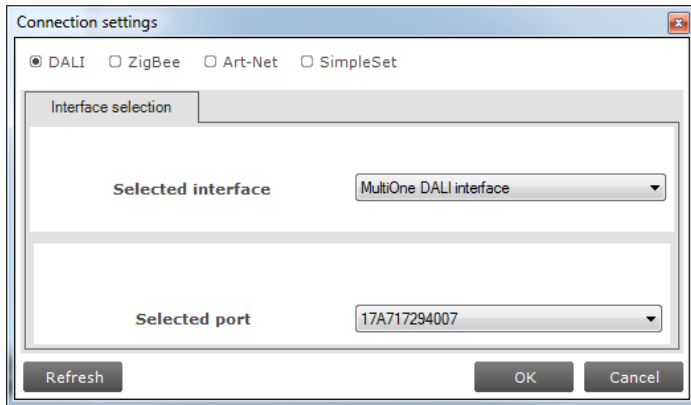 Connection settings
DALI ZigBee Art-Net SimpleSet
Interface selection
Selected interface MultiOne DALI interface
Selected port 17A717294007
Refresh OK Cancel